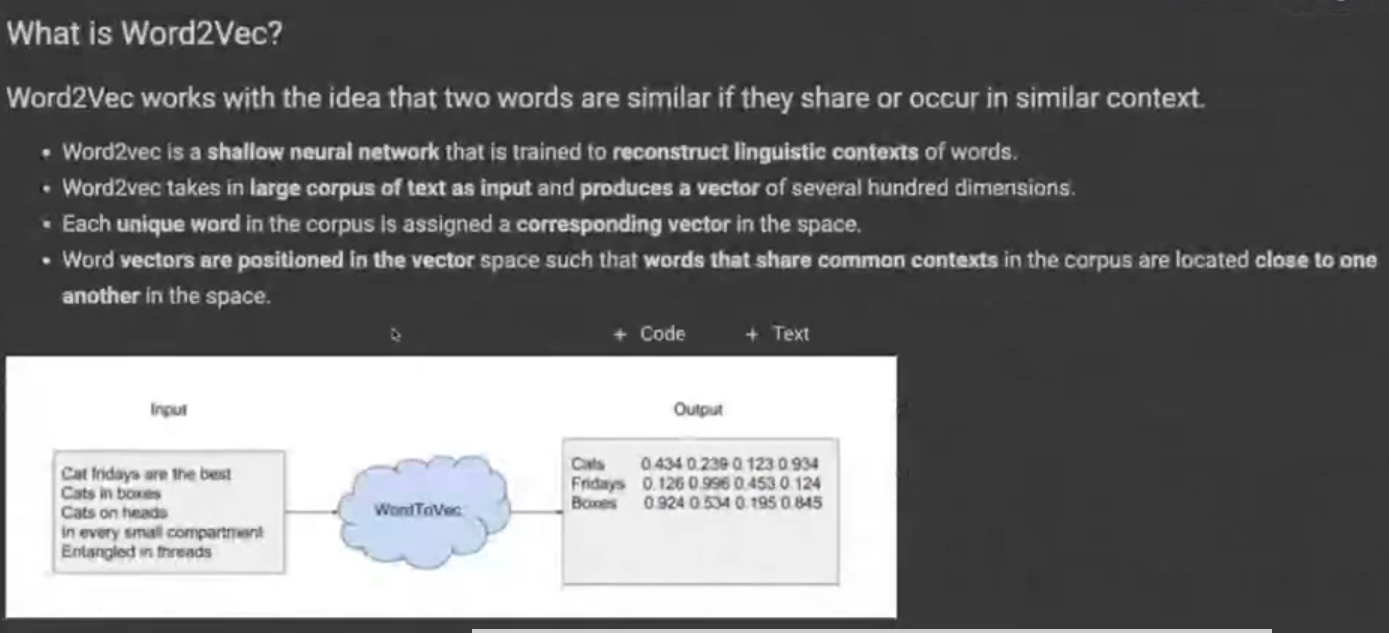 What is Word2Vec?
Word2Vec works with the idea that two words are similar if they share or occur in similar context.
• Word2vec is a shallow neural network that is trained to reconstruct linguistic contexts of words.
• Word2vec takes in large corpus of text as input and produces a vector of several hundred dimensions.
• Each unique word in the corpus is assigned a corresponding vector in the space.
• Word vectors are positioned in the vector space such that words that share common contexts in the corpus are located close to one
another in the space.
+ Code + Text
Input
Cat fridays are the best
Cats in boxes
Cats on heads
In every small compartment
Entangled in threads
WordToVec
Output
Cats 0.434 0.239 0.123 0.934
Fridays 0.126 0.996 0.453 0.124
Boxes 0.924 0.534 0.195 0.845